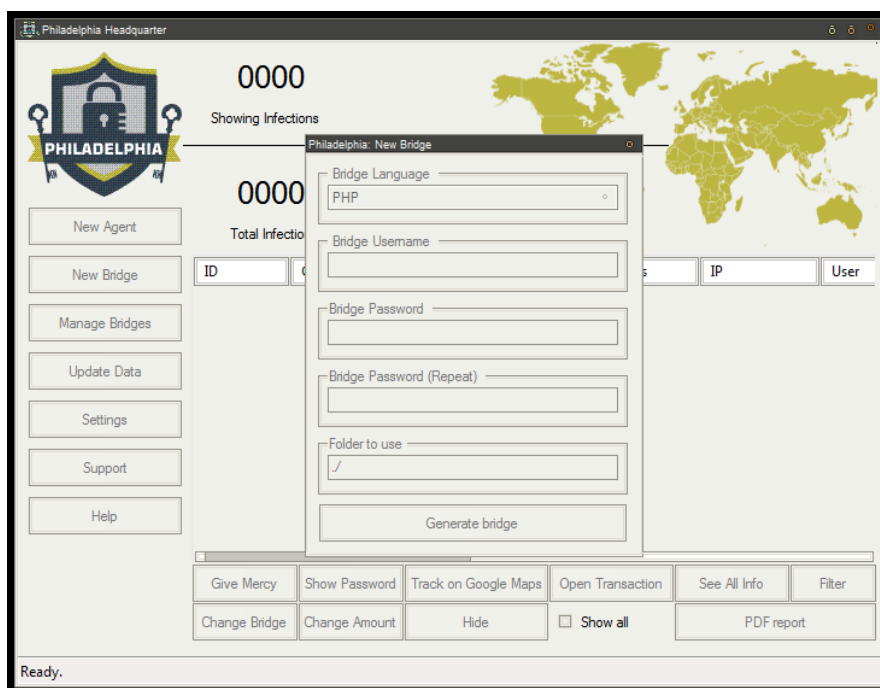 Philadelphia Headquarter
0000
Showing Infections
PHILADELPHIA
Philadelphia: New Bridge
Bridge Language
PHP
0000
Total Infectio
New Agent
Bridge Username
New Bridge
ID
IP
User
Bridge Password
Manage Bridges
Update Data
Bridge Password (Repeat)
Settings
Folder to use
./
Support
Help
Generate bridge
Give Mercy
Show Password
Track on Google Maps
Open Transaction
See All Info
Filter
Change Bridge
Change Amount
Hide
Show all
PDF report
Ready.